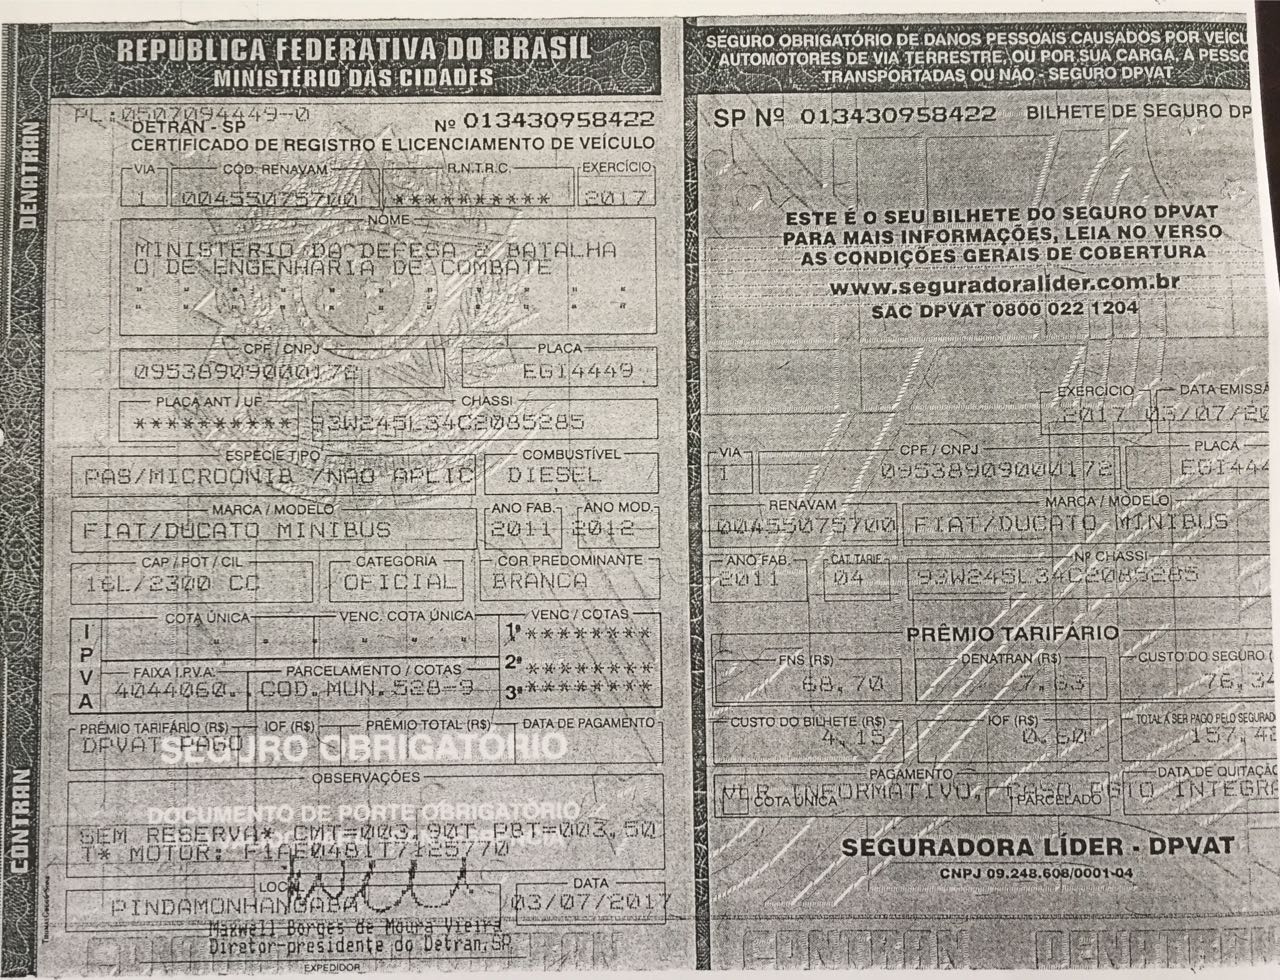 REPÚBLICA FEDERATIVA DO BRASIL
MINISTÉRIO DAS CIDADES
DENATRAN
CONTRAN
PL:0507094449-0
DETRAN - SP Nº 013430958422
CERTIFICADO DE REGISTRO E LICENCIAMENTO DE VEÍCULO
VIA CÓD. RENAVAM R.N.T.R.C. EXERCÍCIO
1 00455075700 ********** 2017
NOME
MINISTERIO DA DEFESA 2 BATALHA
O DE ENGENHARIA DE COMBATE
CPF / CNPJ PLACA
09538909000172 EGI4449
PLACA ANT / UF CHASSI
********** 93W245L34C2085285
ESPÉCIE TIPO COMBUSTÍVEL
PAS/MICROONIB /NAO APLIC DIESEL
MARCA / MODELO ANO FAB. ANO MOD.
FIAT/DUCATO MINIBUS 2011 2012
CAP / POT / CIL CATEGORIA COR PREDOMINANTE
16L/2300 CC OFICIAL BRANCA
IPVA
COTA ÚNICA VENC. COTA ÚNICA VENC / COTAS
1ª ********
FAIXA I.P.V.A. PARCELAMENTO / COTAS 2ª ********
4044060. COD.MUN.528-9 3ª ********
PRÊMIO TARIFÁRIO (R$) IOF (R$) PRÊMIO TOTAL (R$) DATA DE PAGAMENTO
DPVAT PAGO
SEGURO OBRIGATÓRIO
OBSERVAÇÕES
DOCUMENTO DE PORTE OBRIGATÓRIO
SEM RESERVA* CMT=003,90T PBT=003,50
T* MOTOR: F1AE0481T7125770
LOCAL DATA
PINDAMONHANGABA 03/07/2017
Maxwell Borges de Moura Vieira
Diretor-presidente do Detran,SP
EXPEDIDOR
SEGURO OBRIGATÓRIO DE DANOS PESSOAIS CAUSADOS POR VEÍCU
AUTOMOTORES DE VIA TERRESTRE, OU POR SUA CARGA, A PESSO
TRANSPORTADAS OU NÃO - SEGURO DPVAT
SP Nº 013430958422 BILHETE DE SEGURO DP
ESTE É O SEU BILHETE DO SEGURO DPVAT
PARA MAIS INFORMAÇÕES, LEIA NO VERSO
AS CONDIÇÕES GERAIS DE COBERTURA
www.seguradoralider.com.br
SAC DPVAT 0800 022 1204
EXERCÍCIO DATA EMISSÃ
2017 03/07/20
VIA CPF / CNPJ PLACA
1 09538909000172 EGI444
RENAVAM MARCA / MODELO
00455075700 FIAT/DUCATO MINIBUS
ANO FAB. CAT. TARIF. Nº CHASSI
2011 04 93W245L34C2085285
PRÊMIO TARIFÁRIO
FNS (R$) DENATRAN (R$) CUSTO DO SEGURO (
68,70 7,63 76,34
CUSTO DO BILHETE (R$) IOF (R$) TOTAL A SER PAGO PELO SEGURAD
4,15 0,60 157,48
PAGAMENTO DATA DE QUITAÇÃ
VER INFORMATIVO, CASO PGTO INTEGRA
COTA ÚNICA PARCELADO
SEGURADORA LÍDER - DPVAT
CNPJ 09.248.608/0001-04
CONTRAN DENATRAN